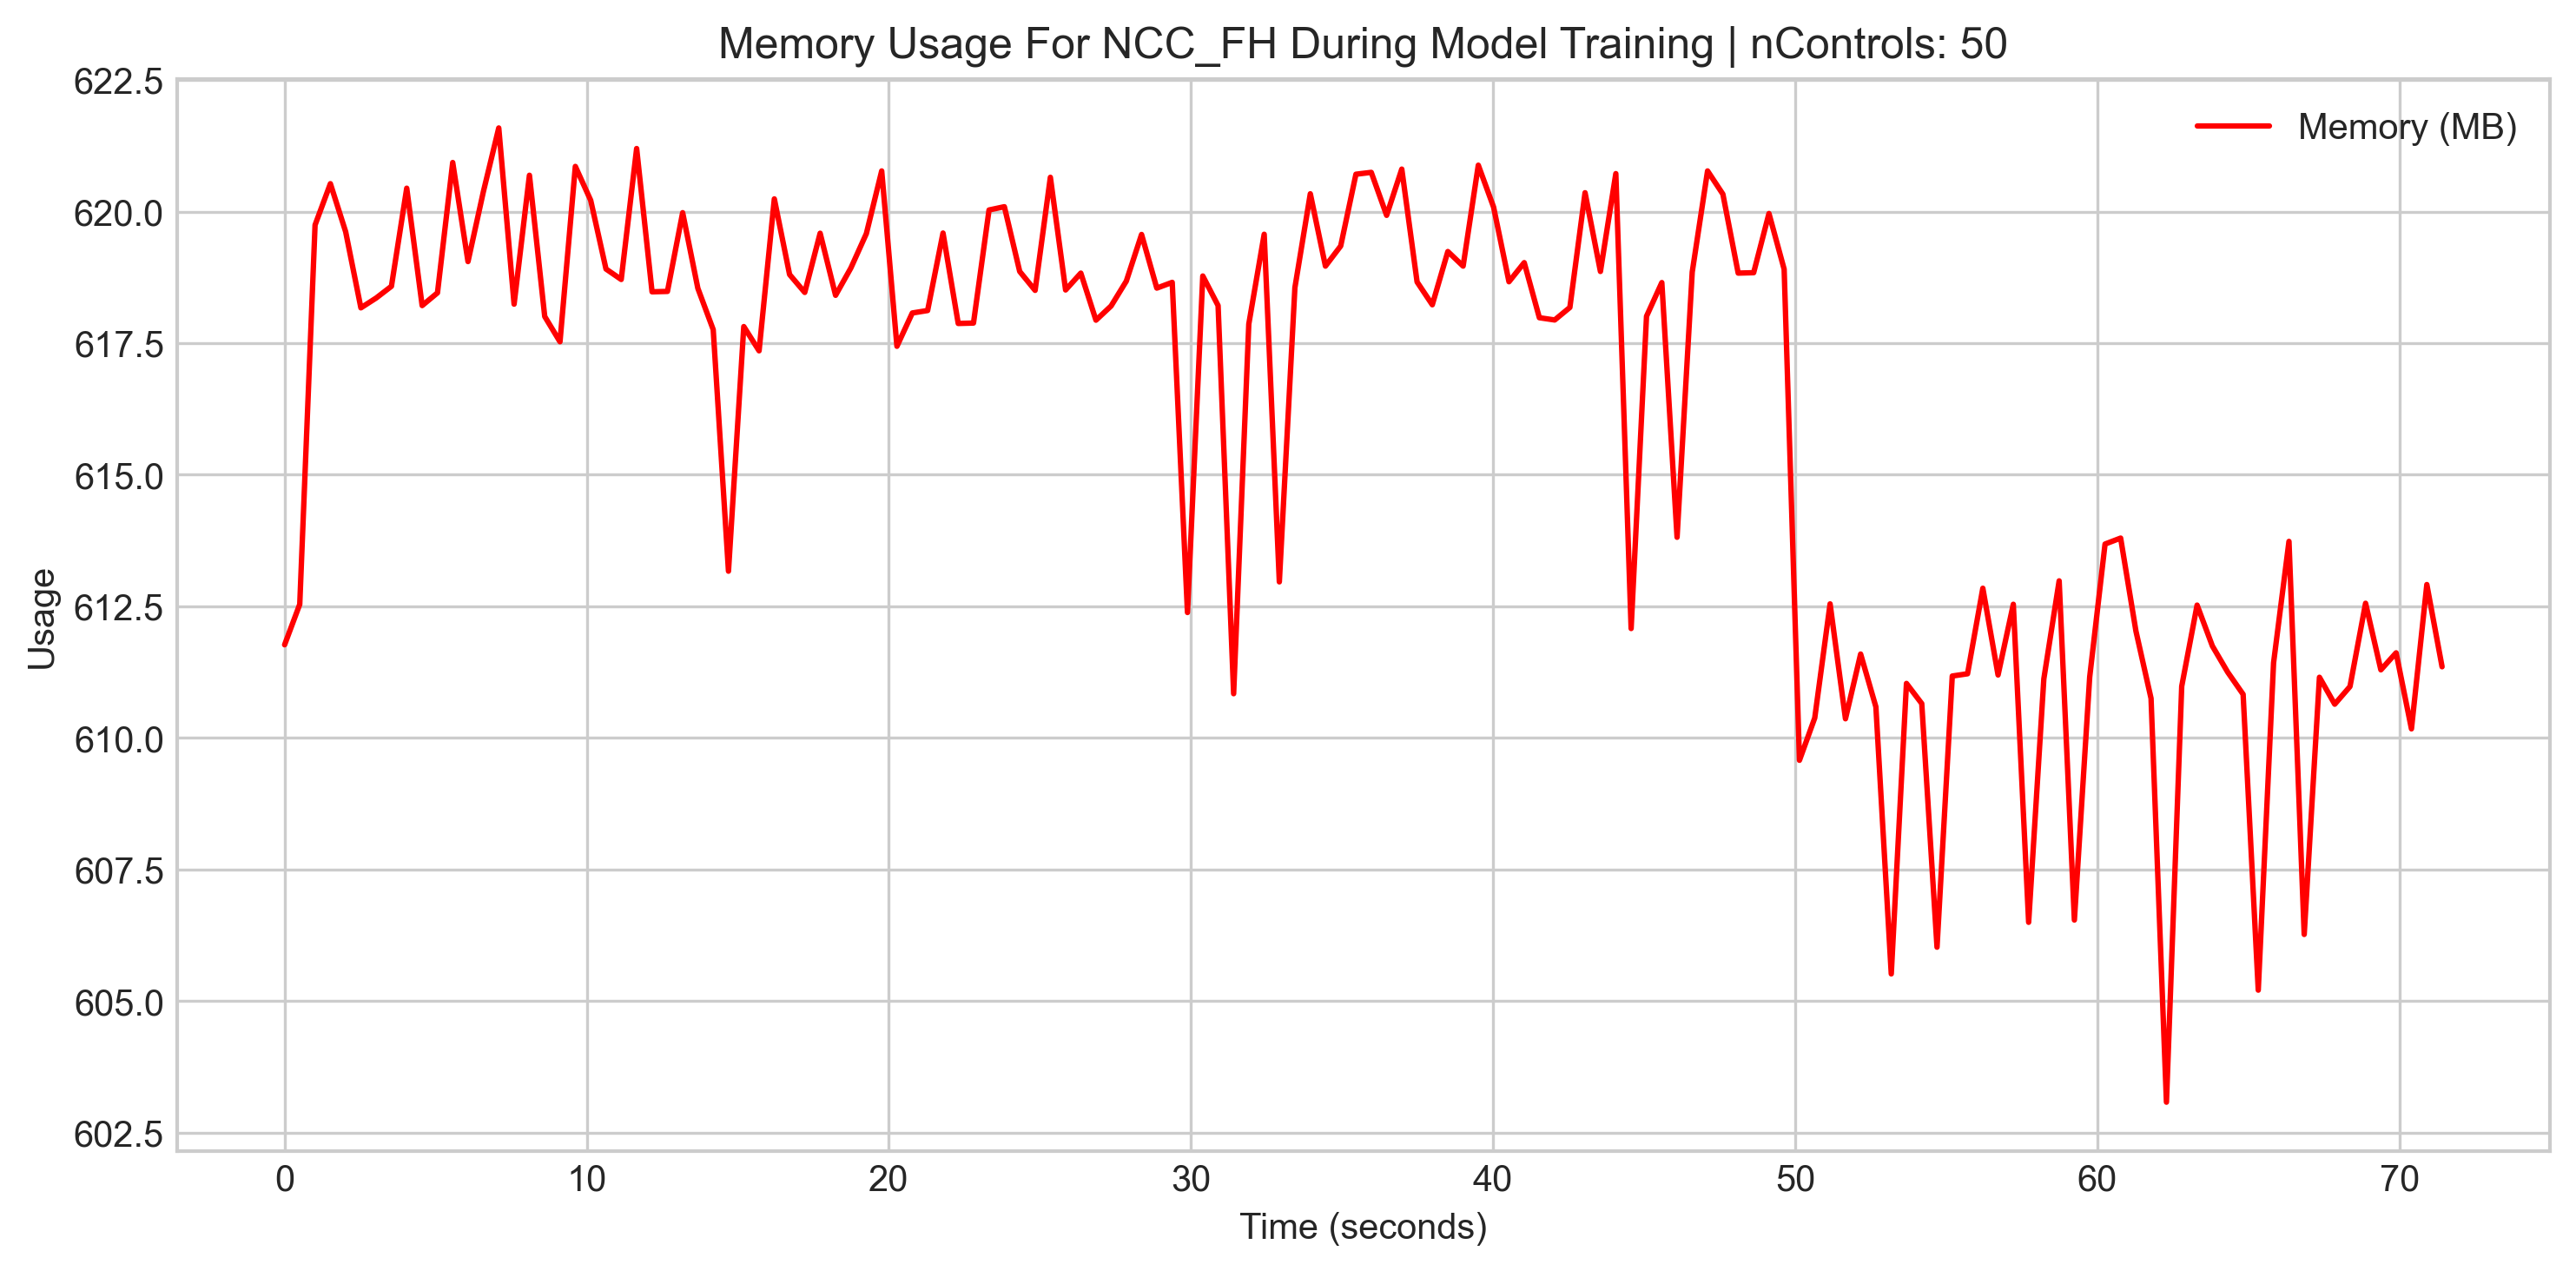 Memory Usage For NCC_FH During Model Training | nControls: 50
622.5
620.0
617.5
615.0
612.5
610.0
607.5
605.0
602.5
Usage
Memory (MB)
0 10 20 30 40 50 60 70
Time (seconds)